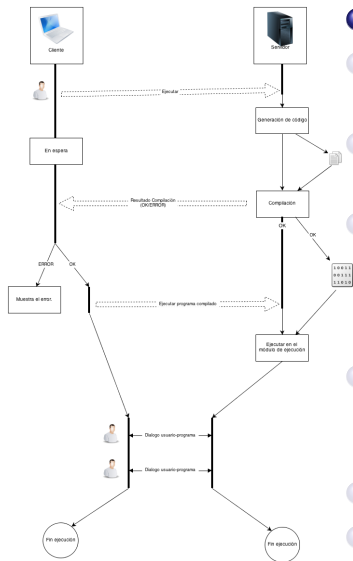 Cliente
Servidor
Ejecutar
Generación de código
En espera
Resultado Compilación
(OK/ERROR)
Compilación
OK
OK
ERROR
OK
10011
00111
11010
Muestra el error.
Ejecutar programa compilado
Ejecutar en el
módulo de ejecución
Dialogo usuario-programa
Dialogo usuario-programa
Fin ejecución
Fin ejecución